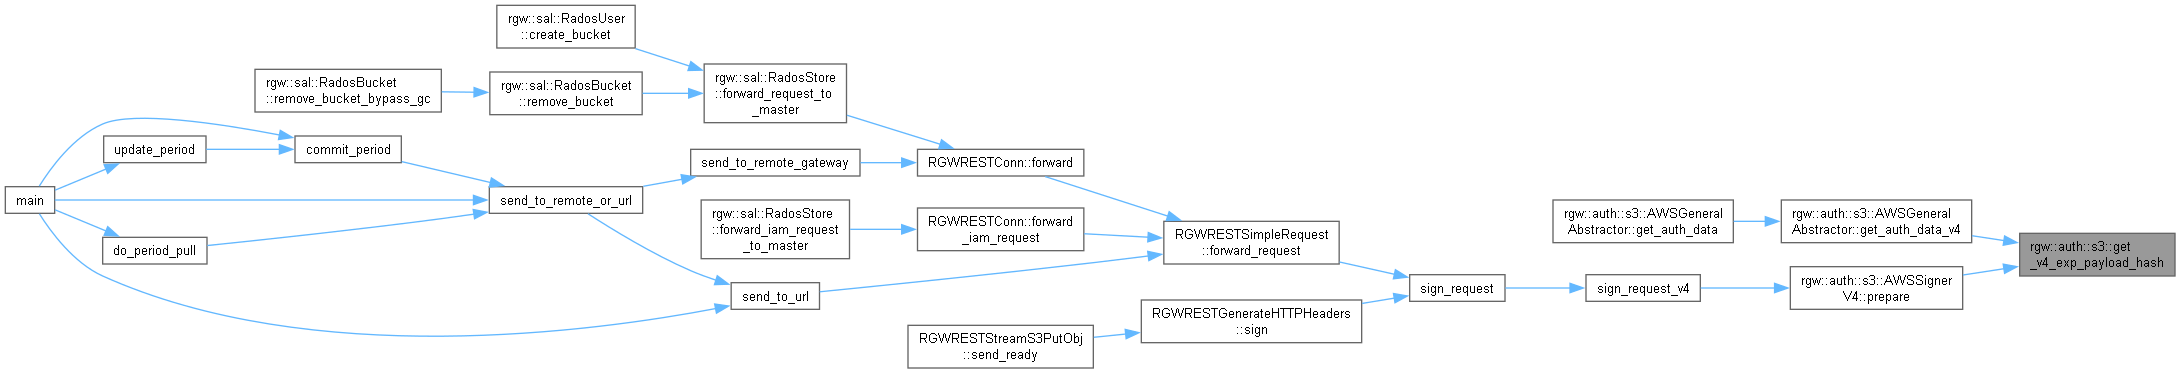 rgw::sal::RadosUser
::create_bucket
rgw::sal::RadosBucket
::remove_bucket_bypass_gc
rgw::sal::RadosBucket
::remove_bucket
rgw::sal::RadosStore
::forward_request_to
_master
main
update_period
do_period_pull
commit_period
send_to_remote_or_url
send_to_remote_gateway
rgw::sal::RadosStore
::forward_iam_request
_to_master
send_to_url
RGWRESTConn::forward
RGWRESTConn::forward
_iam_request
RGWRESTStreamS3PutObj
::send_ready
RGWRESTSimpleRequest
::forward_request
RGWRESTGenerateHTTPHeaders
::sign
sign_request
sign_request_v4
rgw::auth::s3::AWSGeneral
Abstractor::get_auth_data
rgw::auth::s3::AWSGeneral
Abstractor::get_auth_data_v4
rgw::auth::s3::AWSSigner
V4::prepare
rgw::auth::s3::get
_v4_exp_payload_hash